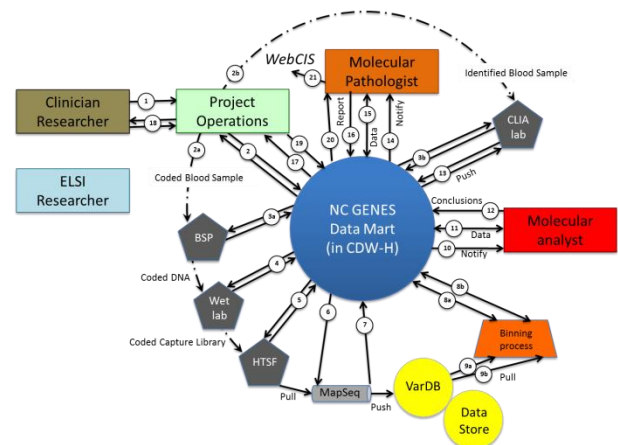 2b
WebCIS
21
Molecular
Pathologist
Identified Blood Sample
Clinician
Researcher
1
18
Project
Operations
20
Report
16
15
Data
Notify
14
CLIA
lab
2a
2
19
17
3b
13
Push
Coded Blood Sample
ELSI
Researcher
NC GENES
Data Mart
(in CDW-H)
Conclusions
12
11
Data
10
Notify
Molecular
analyst
BSP
3a
Coded DNA
4
Wet
lab
Coded Capture Library
5
6
7
8b
8a
HTSF
Binning
process
Pull
MapSeq
Push
VarDB
9a
9b
Pull
Data
Store